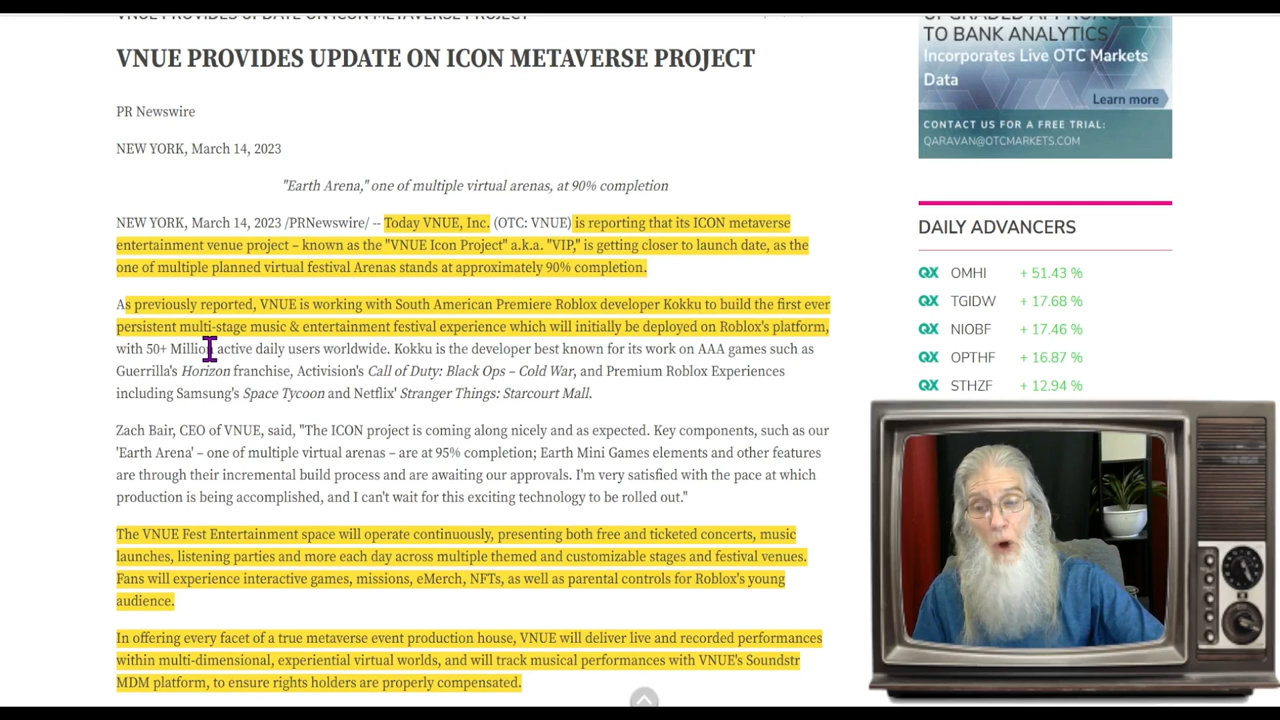 VNUE PROVIDES UPDATE ON ICON METAVERSE PROJECT
VNUE PROVIDES UPDATE ON ICON METAVERSE PROJECT
PR Newswire
NEW YORK, March 14, 2023
"Earth Arena," one of multiple virtual arenas, at 90% completion
NEW YORK, March 14, 2023 /PRNewswire/ -- Today VNUE, Inc. (OTC: VNUE) is reporting that its ICON metaverse
entertainment venue project – known as the "VNUE Icon Project" a.k.a. "VIP," is getting closer to launch date, as the
one of multiple planned virtual festival Arenas stands at approximately 90% completion.
As previously reported, VNUE is working with South American Premiere Roblox developer Kokku to build the first ever
persistent multi-stage music & entertainment festival experience which will initially be deployed on Roblox's platform,
with 50+ Million active daily users worldwide. Kokku is the developer best known for its work on AAA games such as
Guerrilla's Horizon franchise, Activision's Call of Duty: Black Ops – Cold War, and Premium Roblox Experiences
including Samsung's Space Tycoon and Netflix' Stranger Things: Starcourt Mall.
Zach Bair, CEO of VNUE, said, "The ICON project is coming along nicely and as expected. Key components, such as our
'Earth Arena' – one of multiple virtual arenas – are at 95% completion; Earth Mini Games elements and other features
are through their incremental build process and are awaiting our approvals. I'm very satisfied with the pace at which
production is being accomplished, and I can't wait for this exciting technology to be rolled out."
The VNUE Fest Entertainment space will operate continuously, presenting both free and ticketed concerts, music
launches, listening parties and more each day across multiple themed and customizable stages and festival venues.
Fans will experience interactive games, missions, eMerch, NFTs, as well as parental controls for Roblox's young
audience.
In offering every facet of a true metaverse event production house, VNUE will deliver live and recorded performances
within multi-dimensional, experiential virtual worlds, and will track musical performances with VNUE's Soundstr
MDM platform, to ensure rights holders are properly compensated.
UPGRADED APPROACH
TO BANK ANALYTICS
Incorporates Live OTC Markets
Data
Learn more
CONTACT US FOR A FREE TRIAL:
QARAVAN@OTCMARKETS.COM
DAILY ADVANCERS
QX OMHI + 51.43 %
QX TGIDW + 17.68 %
QX NIOBF + 17.46 %
QX OPTHF + 16.87 %
QX STHZF + 12.94 %